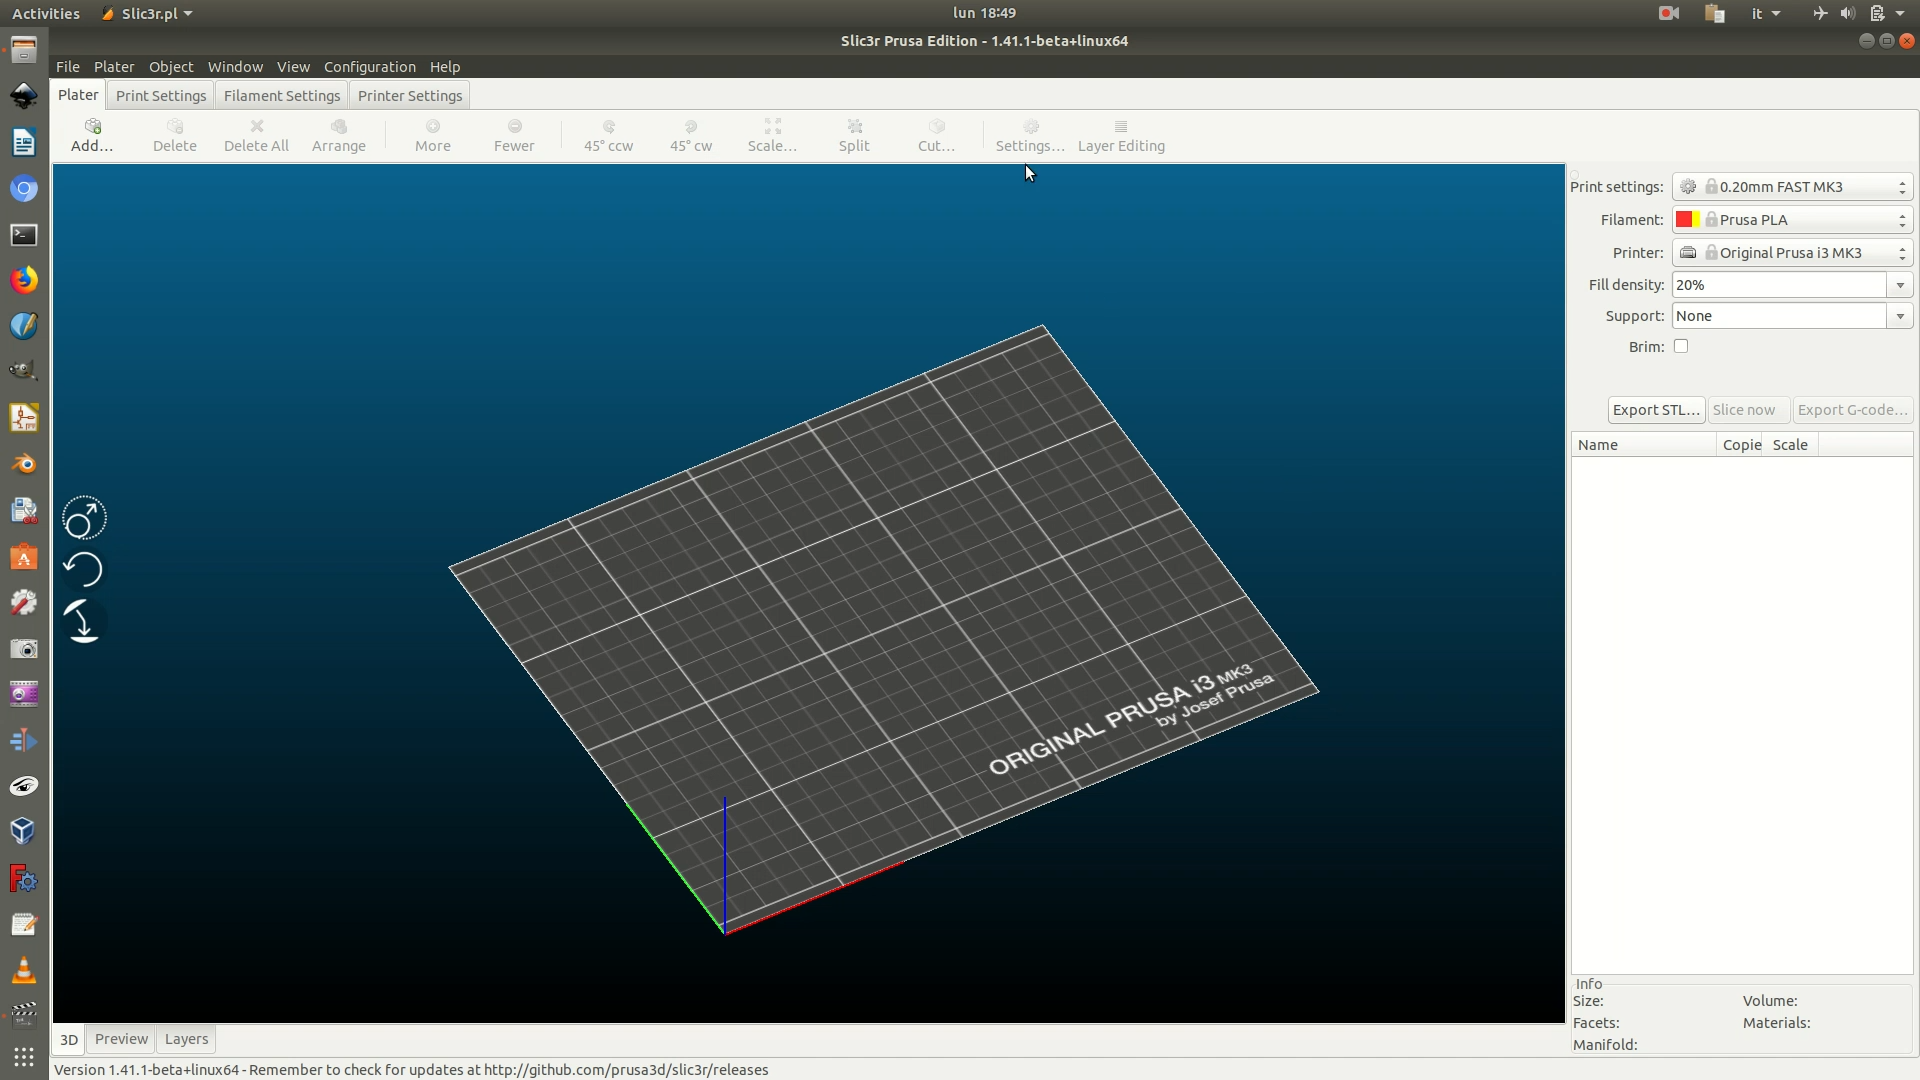 Activities Slic3r.pl lun 18:49 it
Slic3r Prusa Edition - 1.41.1-beta+linux64
File Plater Object Window View Configuration Help
Plater Print Settings Filament Settings Printer Settings
Add... Delete Delete All Arrange More Fewer 45° ccw 45° cw Scale... Split Cut... Settings... Layer Editing
Print settings: 0.20mm FAST MK3
Filament: Prusa PLA
Printer: Original Prusa i3 MK3
Fill density: 20%
Support: None
Brim:
Export STL... Slice now Export G-code...
Name Copie Scale
ORIGINAL PRUSA i3 MK3
by Josef Prusa
Info
Size: Volume:
Facets: Materials:
Manifold:
3D Preview Layers
Version 1.41.1-beta+linux64 - Remember to check for updates at http://github.com/prusa3d/slic3r/releases